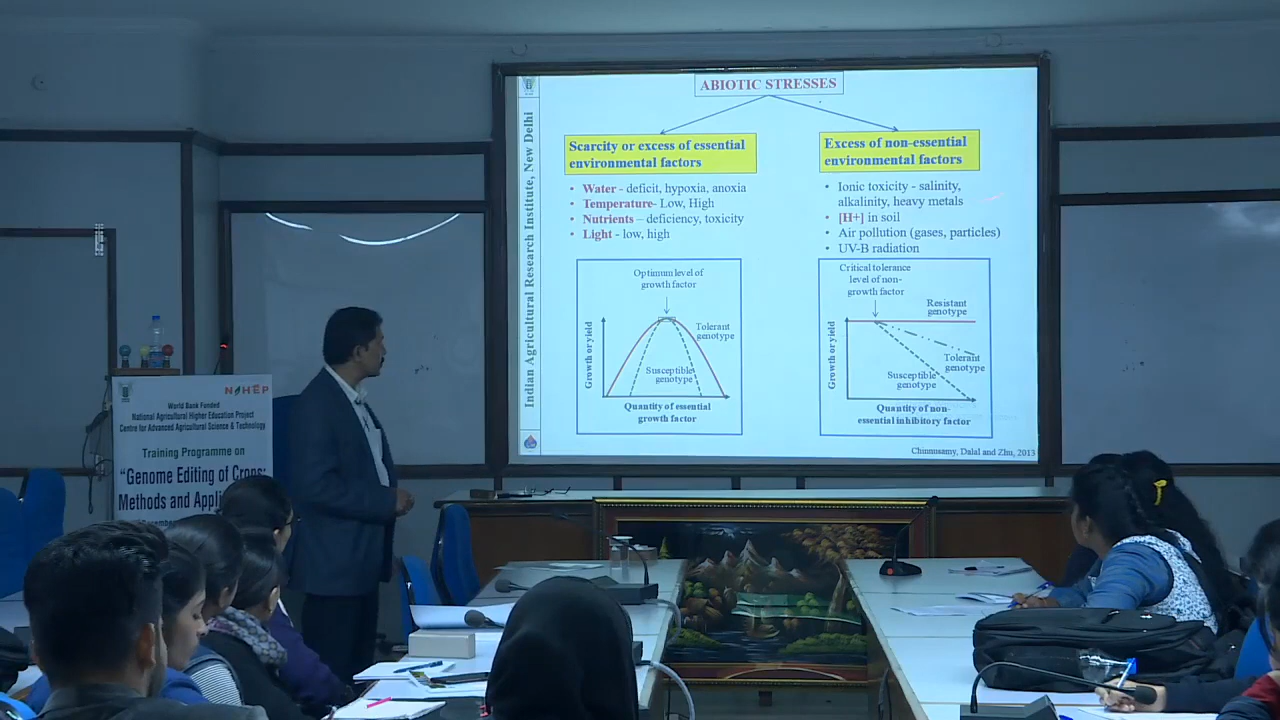 ABIOTIC STRESSES
Indian Agricultural Research Institute, New Delhi
Scarcity or excess of essential
environmental factors
• Water - deficit, hypoxia, anoxia
• Temperature- Low, High
• Nutrients – deficiency, toxicity
• Light - low, high
Optimum level of
growth factor
Growth or yield
Tolerant
genotype
Susceptible
genotype
Quantity of essential
growth factor
Excess of non-essential
environmental factors
• Ionic toxicity - salinity,
alkalinity, heavy metals
• [H+] in soil
• Air pollution (gases, particles)
• UV-B radiation
Critical tolerance
level of non-
growth factor
Resistant
genotype
Growth or yield
Tolerant
genotype
Susceptible
genotype
Quantity of non-
essential inhibitory factor
Chinnusamy, Dalal and Zhu, 2013
NAHEP
World Bank Funded
National Agricultural Higher Education Project
Centre for Advanced Agricultural Science & Technology
Training Programme on
"Genome Editing of Crops:
Methods and Appli